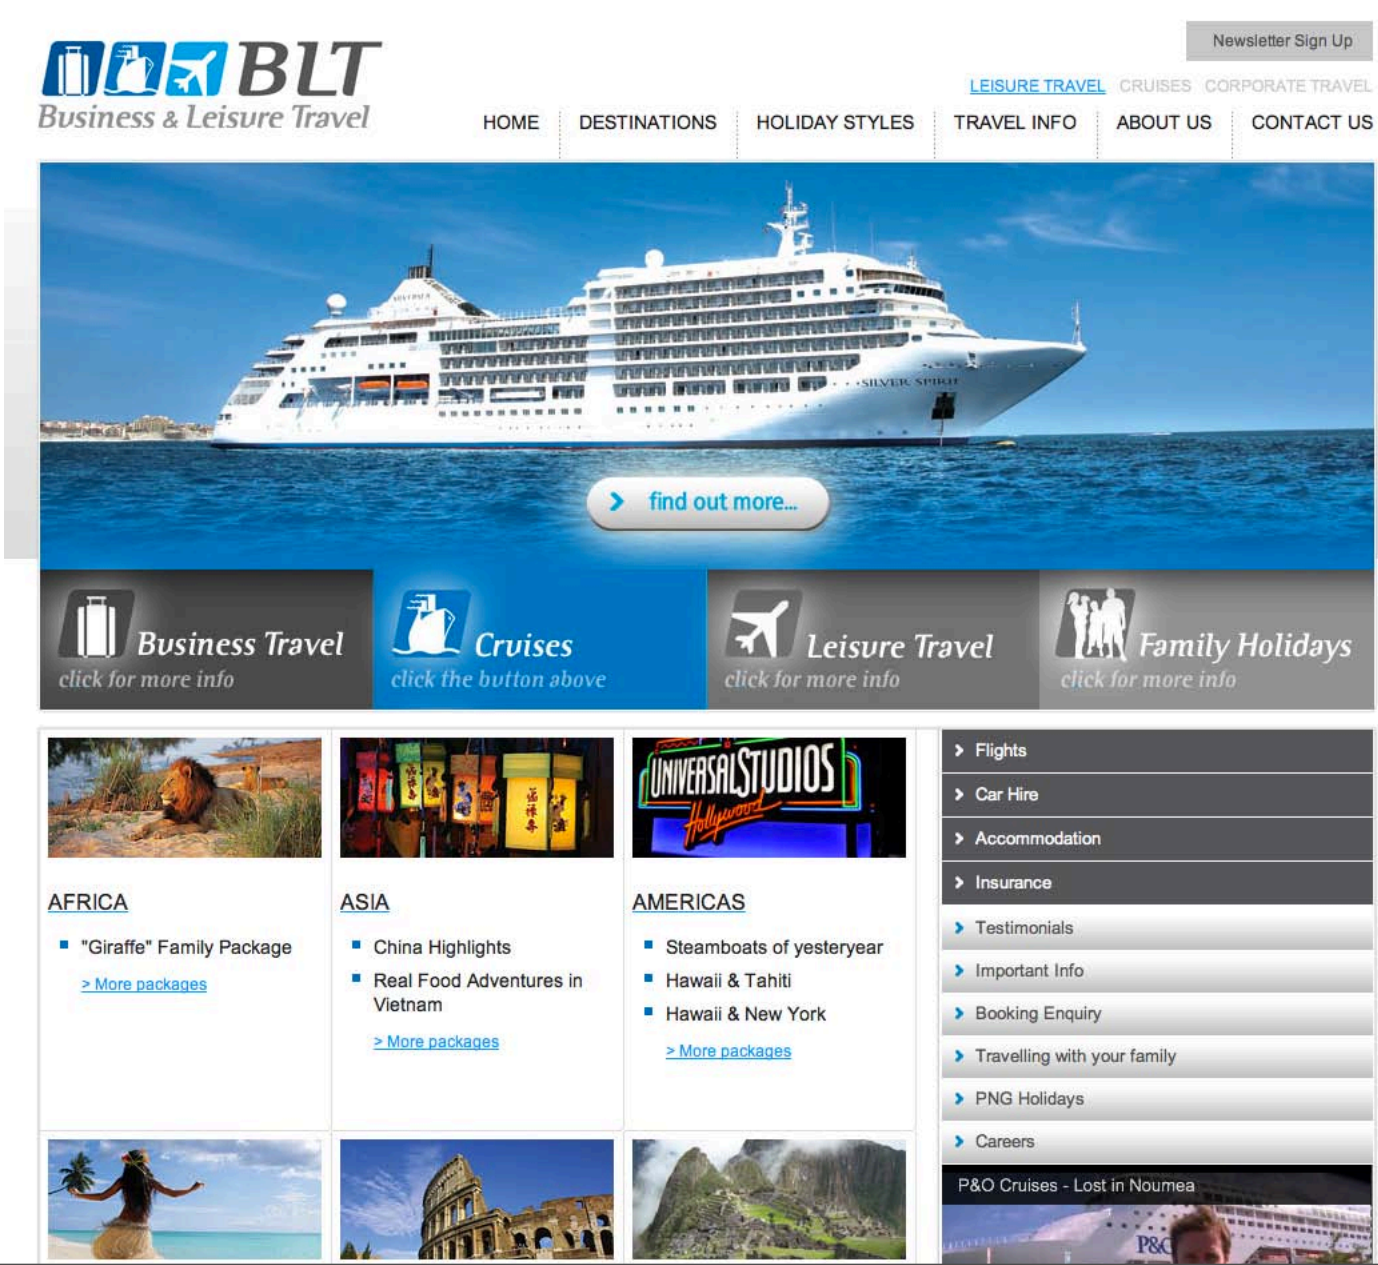 BLT
Business & Leisure Travel
Newsletter Sign Up
LEISURE TRAVEL CRUISES CORPORATE TRAVEL
HOME DESTINATIONS HOLIDAY STYLES TRAVEL INFO ABOUT US CONTACT US
SILVERSEA
SILVER SPIRIT
find out more...
Business Travel
click for more info
Cruises
click the button above
Leisure Travel
click for more info
Family Holidays
click for more info
UNIVERSAL STUDIOS
Hollywood
AFRICA
"Giraffe" Family Package
> More packages
ASIA
China Highlights
Real Food Adventures in
Vietnam
> More packages
AMERICAS
Steamboats of yesteryear
Hawaii & Tahiti
Hawaii & New York
> More packages
Flights
Car Hire
Accommodation
Insurance
Testimonials
Important Info
Booking Enquiry
Travelling with your family
PNG Holidays
Careers
P&O Cruises - Lost in Noumea